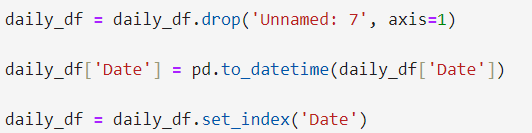 daily_df = daily_df.drop('Unnamed: 7', axis=1)
daily_df['Date'] = pd.to_datetime(daily_df['Date'])
daily_df = daily_df.set_index('Date')